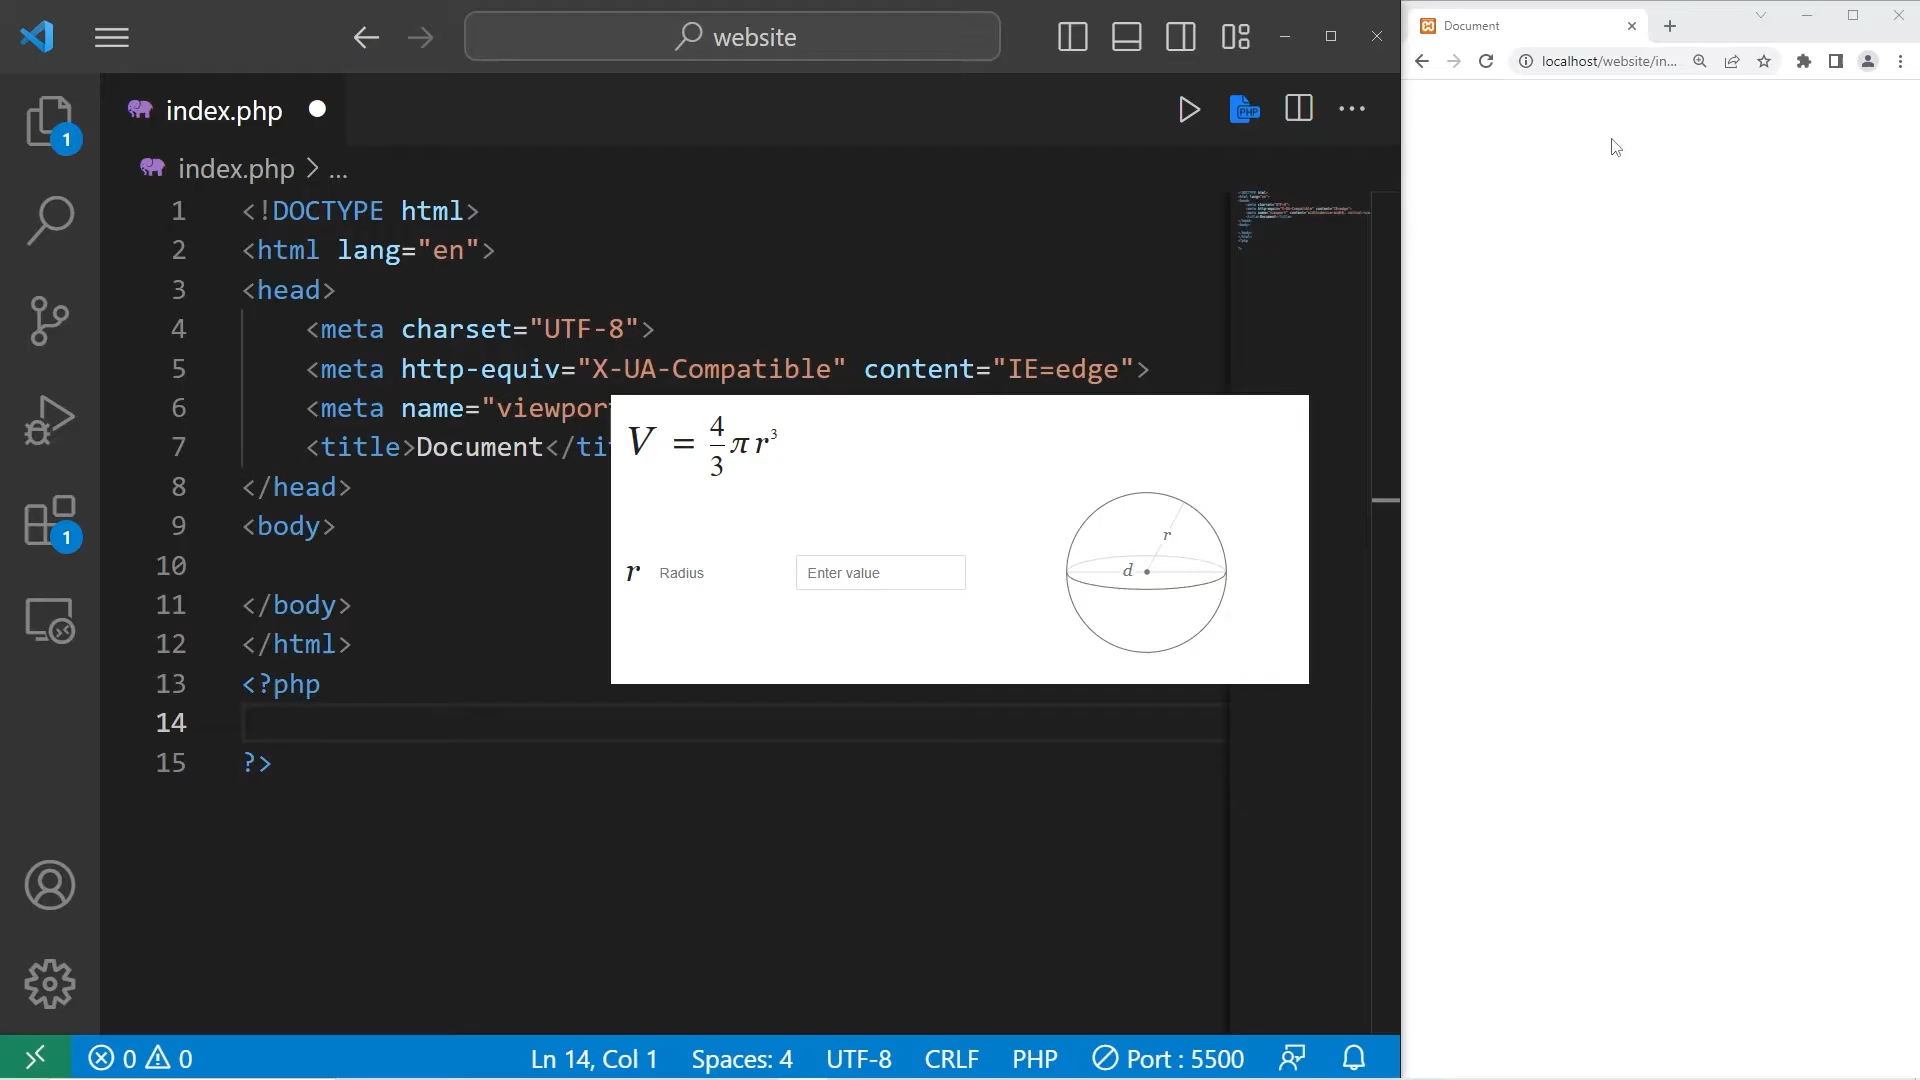 website
index.php
index.php > ...
1 <!DOCTYPE html>
2 <html lang="en">
3 <head>
4 <meta charset="UTF-8">
5 <meta http-equiv="X-UA-Compatible" content="IE=edge">
6 <meta name="viewpor
7 <title>Document</ti
8 </head>
9 <body>
10
11 </body>
12 </html>
13 <?php
14
15 ?>
1
1
PHP
V = 4/3 π r³
r Radius
Enter value
r
d
0 0
Ln 14, Col 1 Spaces: 4 UTF-8 CRLF PHP Port : 5500
Document
localhost/website/in...